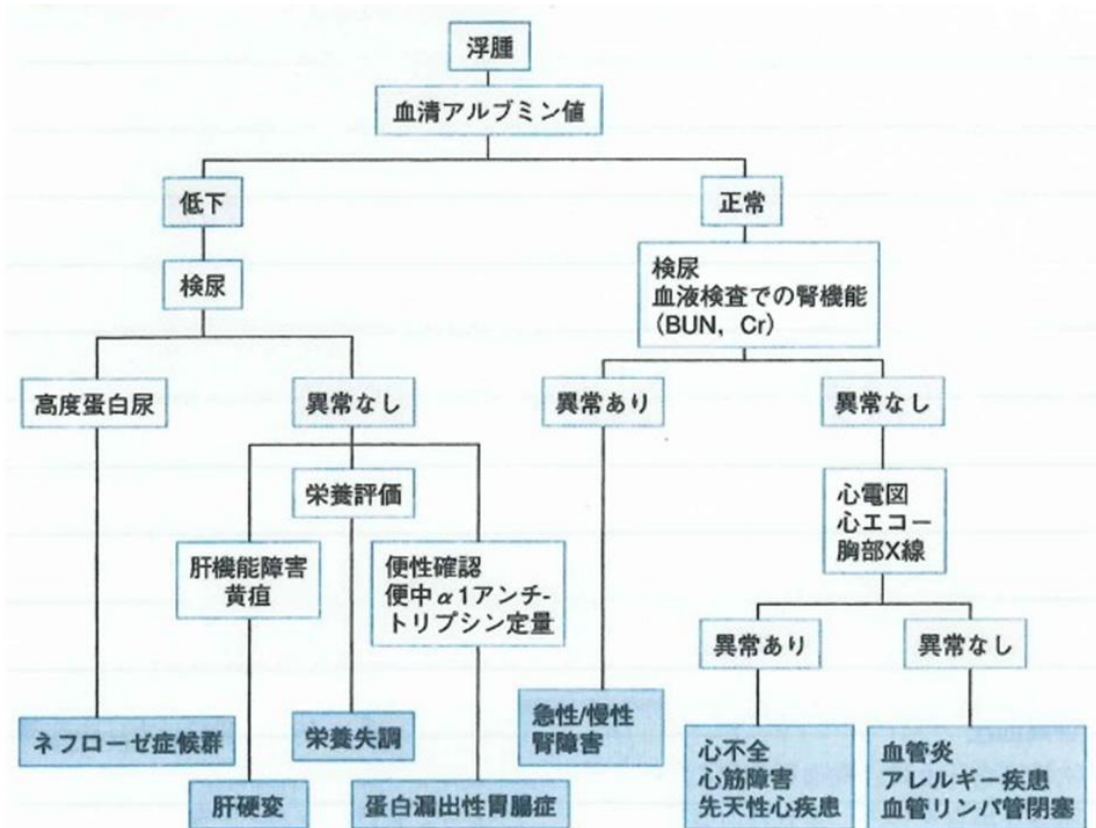 浮腫
血清アルブミン値
低下
正常
検尿
検尿
血液検査での腎機能
(BUN, Cr)
高度蛋白尿
異常なし
異常あり
異常なし
栄養評価
心電図
心エコー
胸部X線
肝機能障害
黄疸
便性確認
便中α1アンチ-
トリプシン定量
異常あり
異常なし
ネフローゼ症候群
栄養失調
急性/慢性
腎障害
心不全
心筋障害
先天性心疾患
血管炎
アレルギー疾患
血管リンパ管閉塞
肝硬変
蛋白漏出性胃腸症